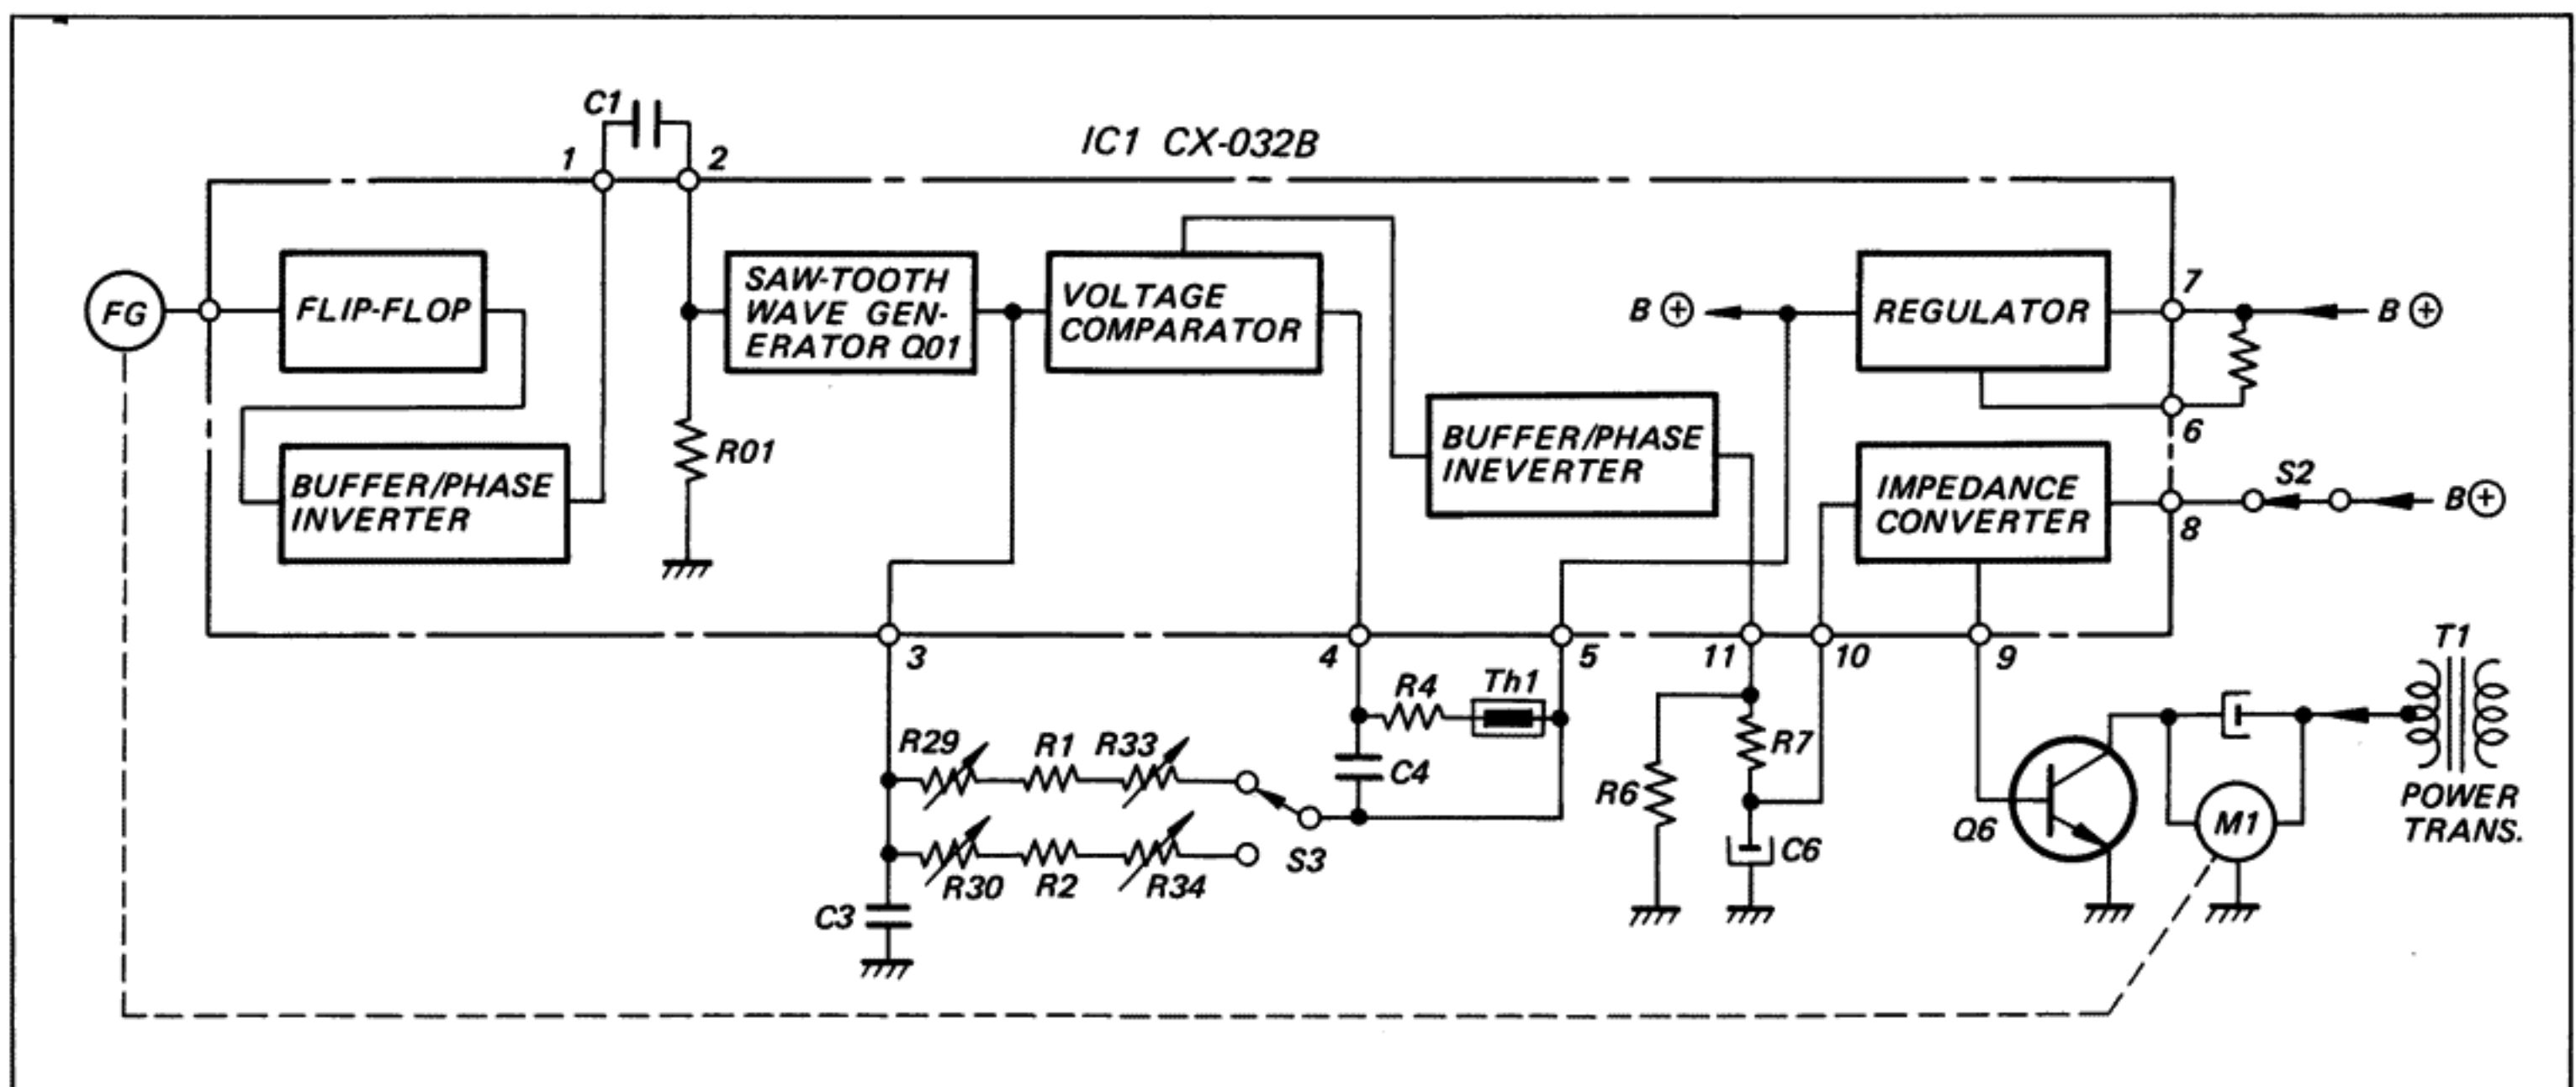 C1
1
2
IC1 CX-032B
FG
FLIP-FLOP
BUFFER/PHASE
INVERTER
R01
SAW-TOOTH
WAVE GEN-
ERATOR Q01
VOLTAGE
COMPARATOR
BUFFER/PHASE
INEVERTER
B ⊕
REGULATOR
7
B ⊕
6
IMPEDANCE
CONVERTER
S2
B⊕
8
3
4
5
11
10
9
T1
POWER
TRANS.
R4
Th1
C4
R29
R1
R33
R30
R2
R34
S3
C3
R6
R7
C6
Q6
M1